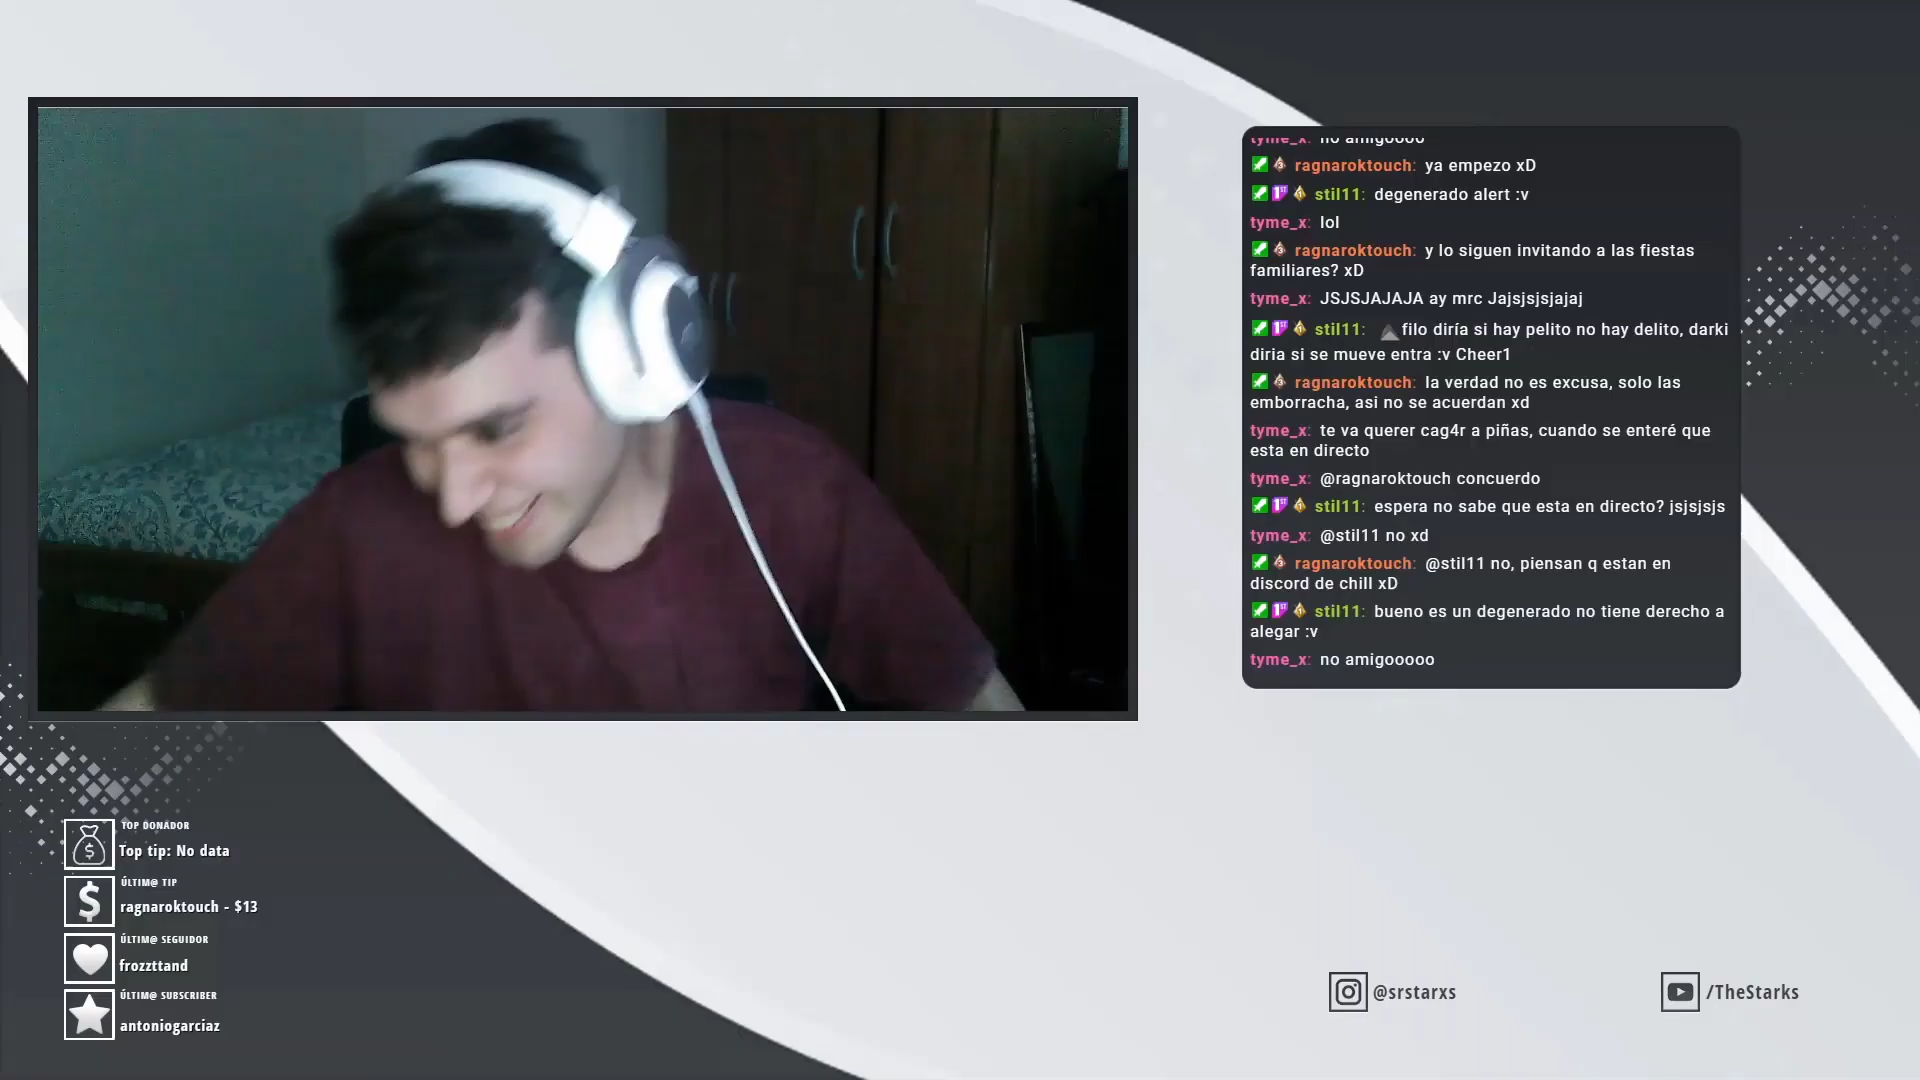 tyme_x: no amigoooo
ragnaroktouch: ya empezo xD
stil11: degenerado alert :v
tyme_x: lol
ragnaroktouch: y lo siguen invitando a las fiestas
familiares? xD
tyme_x: JSJSJAJAJA ay mrc Jajsjsjsjajaj
stil11: filo diría si hay pelito no hay delito, darki
diria si se mueve entra :v Cheer1
ragnaroktouch: la verdad no es excusa, solo las
emborracha, asi no se acuerdan xd
tyme_x: te va querer cag4r a piñas, cuando se enteré que
esta en directo
tyme_x: @ragnaroktouch concuerdo
stil11: espera no sabe que esta en directo? jsjsjsjs
tyme_x: @stil11 no xd
ragnaroktouch: @stil11 no, piensan q estan en
discord de chill xD
stil11: bueno es un degenerado no tiene derecho a
alegar :v
tyme_x: no amigooooo
TOP DONADOR
Top tip: No data
ÚLTIM@ TIP
ragnaroktouch - $13
ÚLTIM@ SEGUIDOR
frozzttand
ÚLTIM@ SUBSCRIBER
antoniogarciaz
@srstarxs
/TheStarks